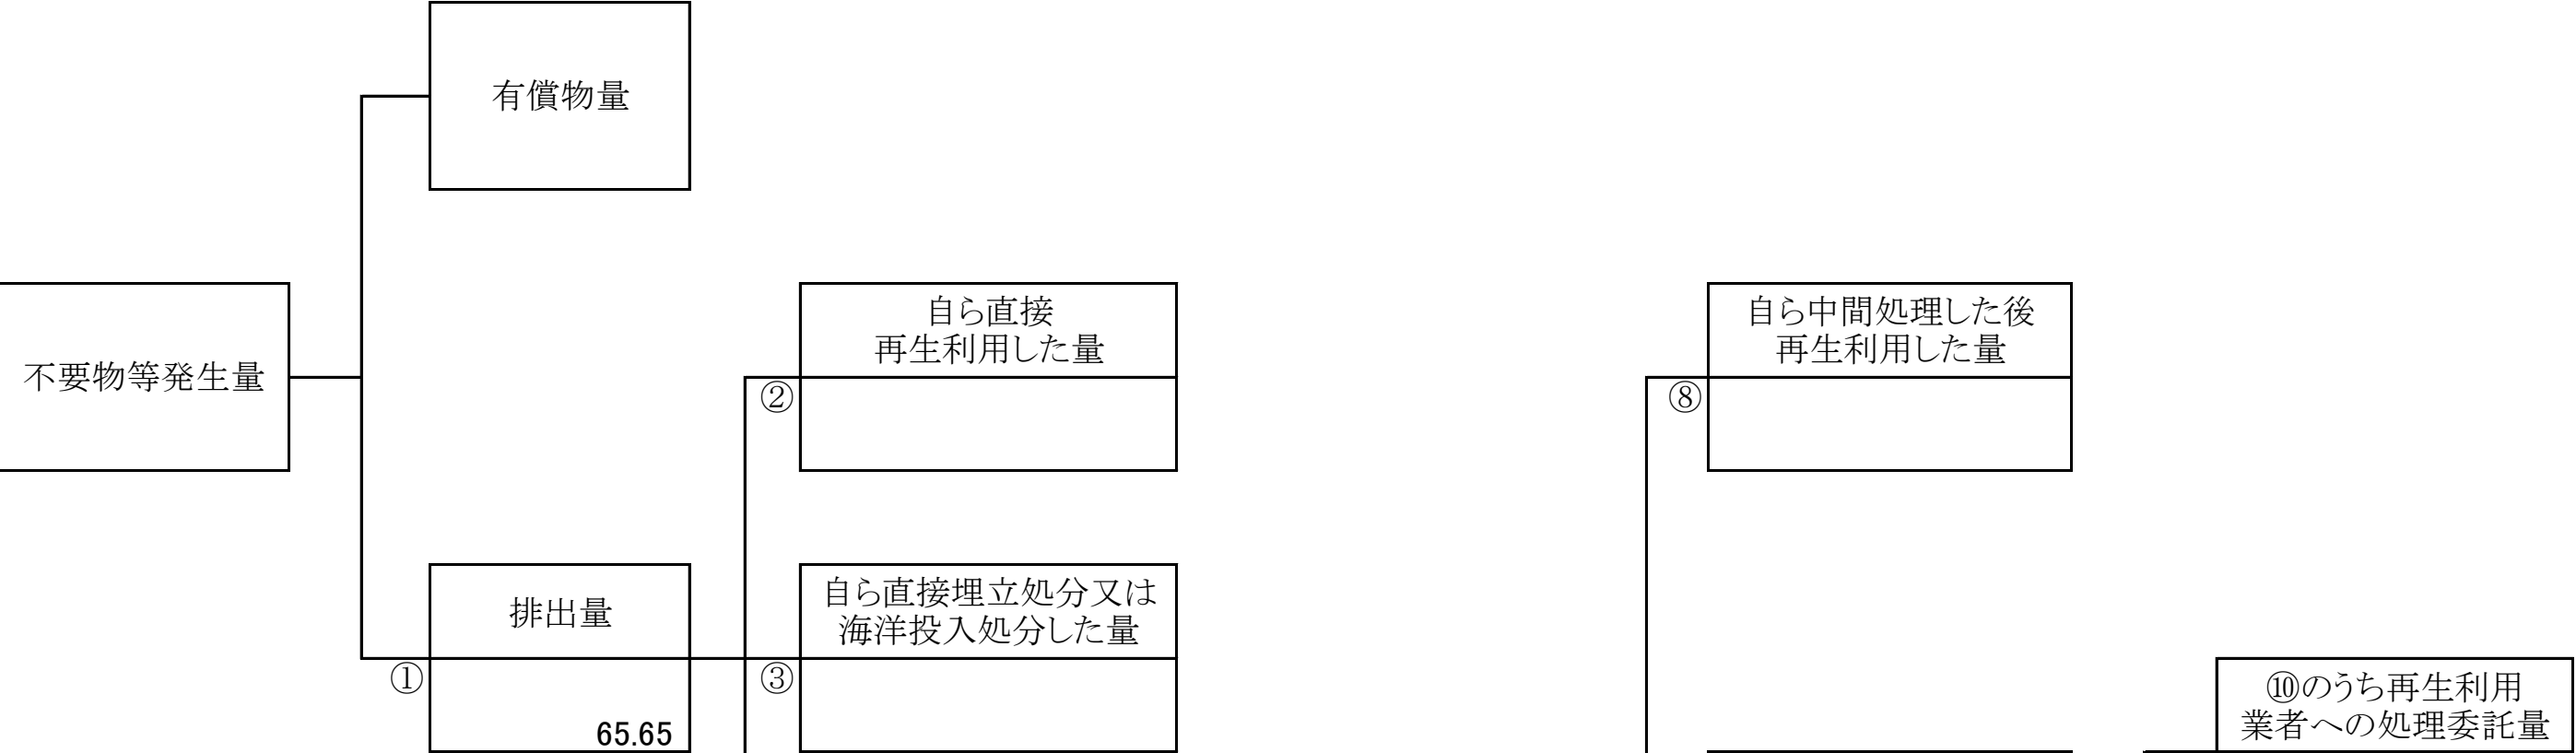 有償物量
不要物等発生量
自ら直接
再生利用した量
②
自ら中間処理した後
再生利用した量
⑧
排出量
①
65.65
自ら直接埋立処分又は
海洋投入処分した量
③
⑩のうち再生利用
業者への処理委託量